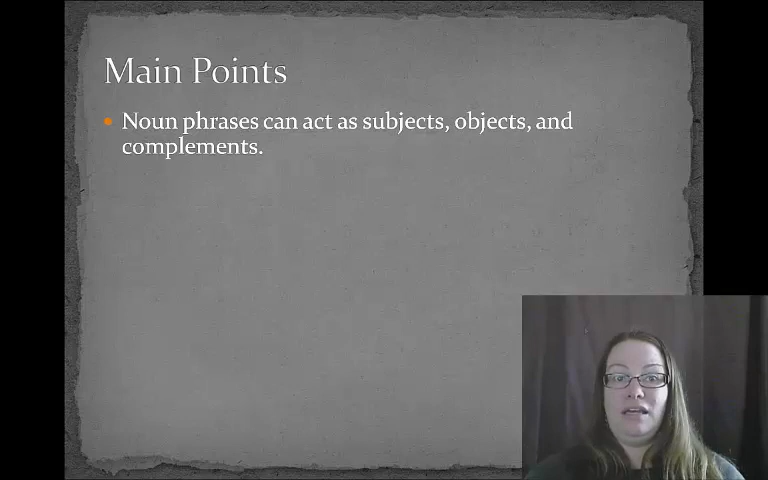 Main Points
Noun phrases can act as subjects, objects, and
complements.